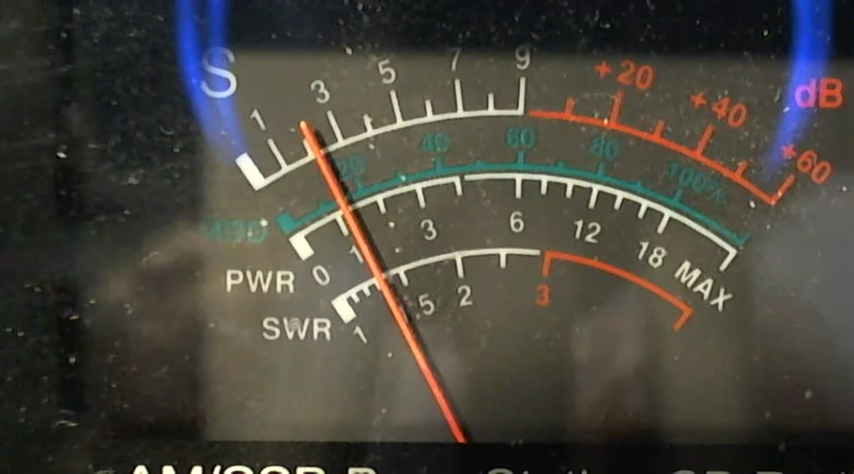 S 1 3 5 7 9 +20 +40 +60 dB
MOD 20 40 60 80 100%
PWR 0 1 3 6 12 18 MAX
SWR 1 5 2 3